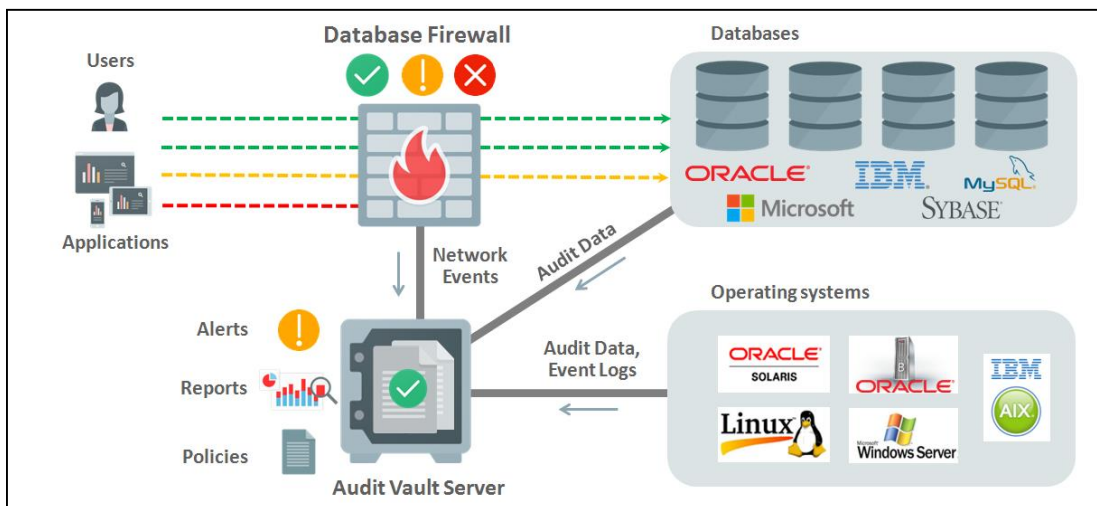 Database Firewall
Users
Databases
ORACLE®
IBM®
MySQL®
Microsoft
SYBASE®
Applications
Network
Events
Audit Data
Operating systems
Alerts
Audit Data,
Event Logs
ORACLE
SOLARIS
B
ORACLE
IBM
AIX
Reports
Linux
Microsoft
Windows Server
Policies
Audit Vault Server